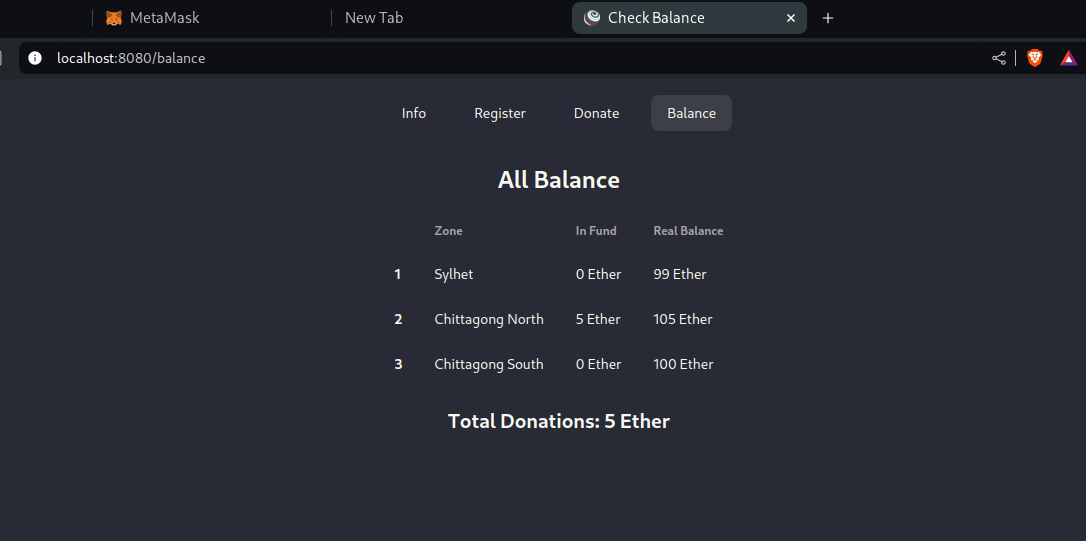 MetaMask New Tab Check Balance
localhost:8080/balance
Info Register Donate Balance
All Balance
Zone In Fund Real Balance
1 Sylhet 0 Ether 99 Ether
2 Chittagong North 5 Ether 105 Ether
3 Chittagong South 0 Ether 100 Ether
Total Donations: 5 Ether